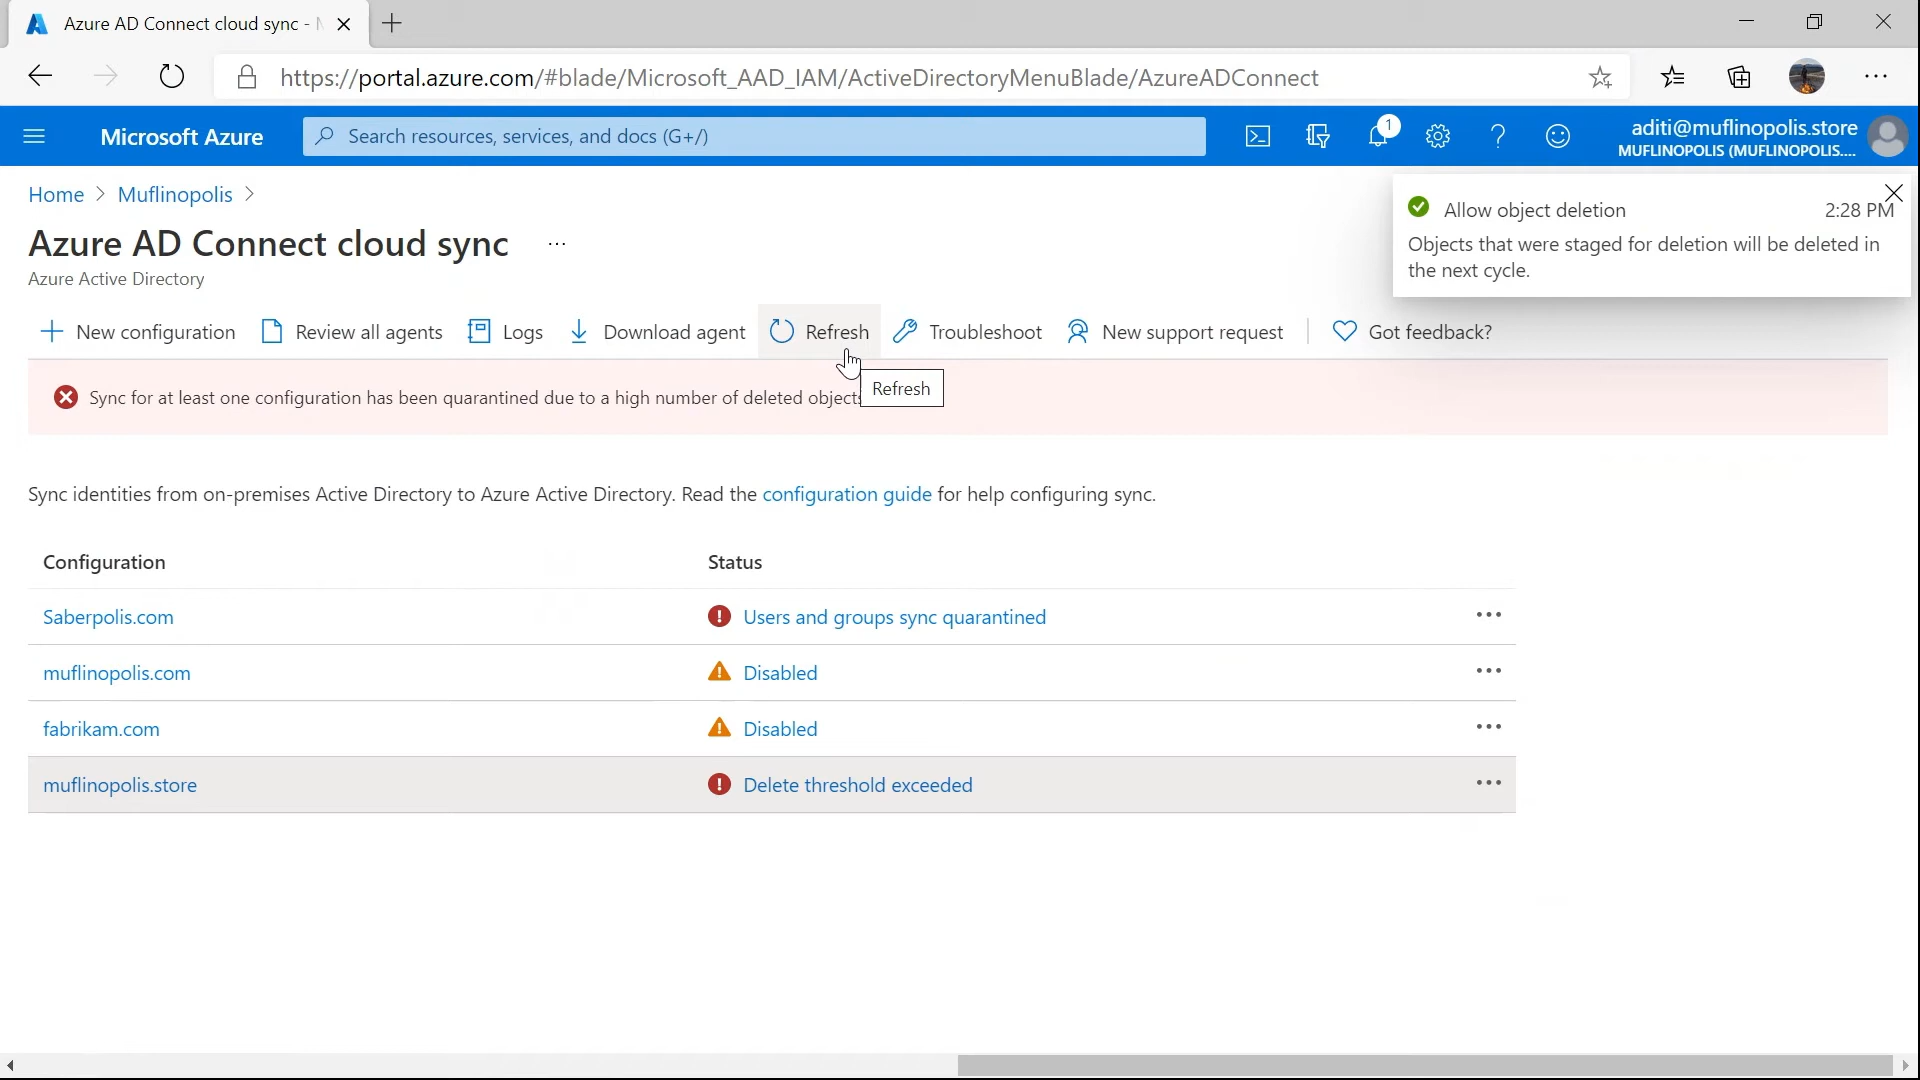 Azure AD Connect cloud sync -
https://portal.azure.com/#blade/Microsoft_AAD_IAM/ActiveDirectoryMenuBlade/AzureADConnect
Microsoft Azure
Search resources, services, and docs (G+/)
1
aditi@muflinopolis.store
MUFLINOPOLIS (MUFLINOPOLIS....
Home > Muflinopolis >
Azure AD Connect cloud sync ...
Azure Active Directory
Allow object deletion 2:28 PM
Objects that were staged for deletion will be deleted in
the next cycle.
New configuration Review all agents Logs Download agent Refresh Troubleshoot New support request Got feedback?
Refresh
Sync for at least one configuration has been quarantined due to a high number of deleted objects
Sync identities from on-premises Active Directory to Azure Active Directory. Read the configuration guide for help configuring sync.
Configuration Status
Saberpolis.com Users and groups sync quarantined
muflinopolis.com Disabled
fabrikam.com Disabled
muflinopolis.store Delete threshold exceeded